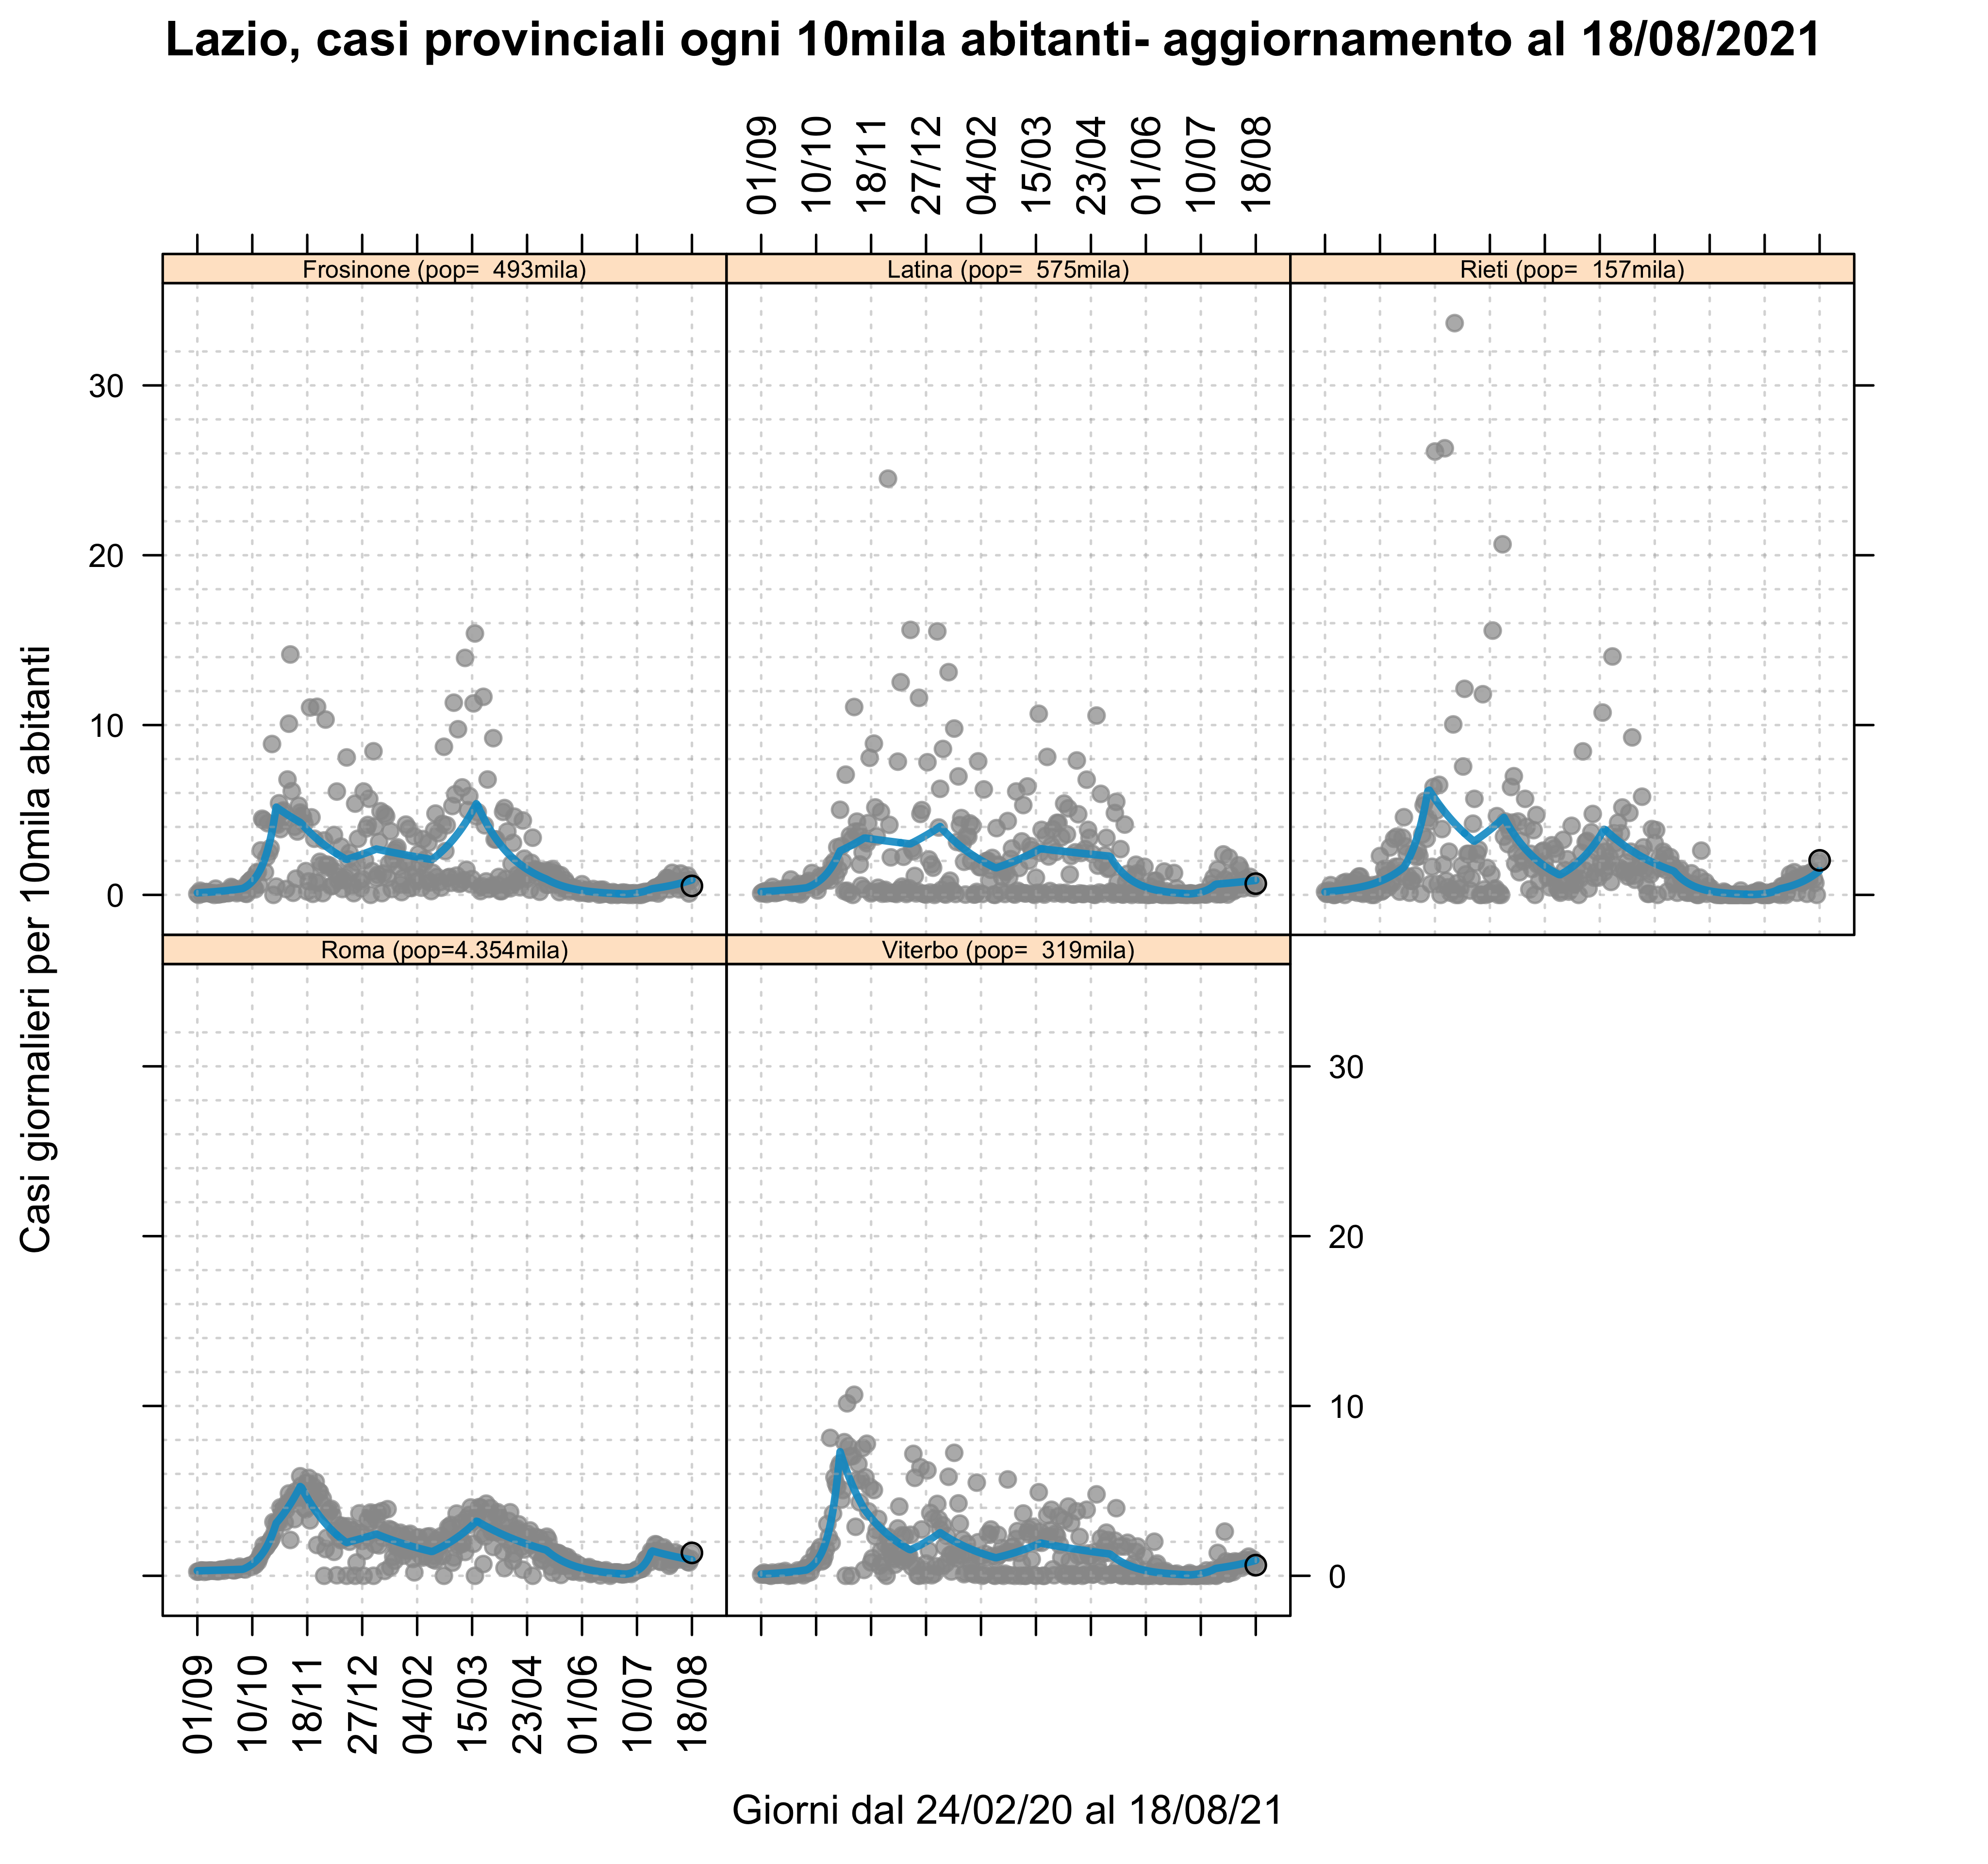 Lazio, casi provinciali ogni 10mila abitanti- aggiornamento al 18/08/2021
01/09 10/10 18/11 27/12 04/02 15/03 23/04 01/06 10/07 18/08
Frosinone (pop=  493mila)
Latina (pop=  575mila)
Rieti (pop=  157mila)
30
20
10
0
Casi giornalieri per 10mila abitanti
Roma (pop=4.354mila)
Viterbo (pop=  319mila)
30
20
10
0
01/09 10/10 18/11 27/12 04/02 15/03 23/04 01/06 10/07 18/08
Giorni dal 24/02/20 al 18/08/21